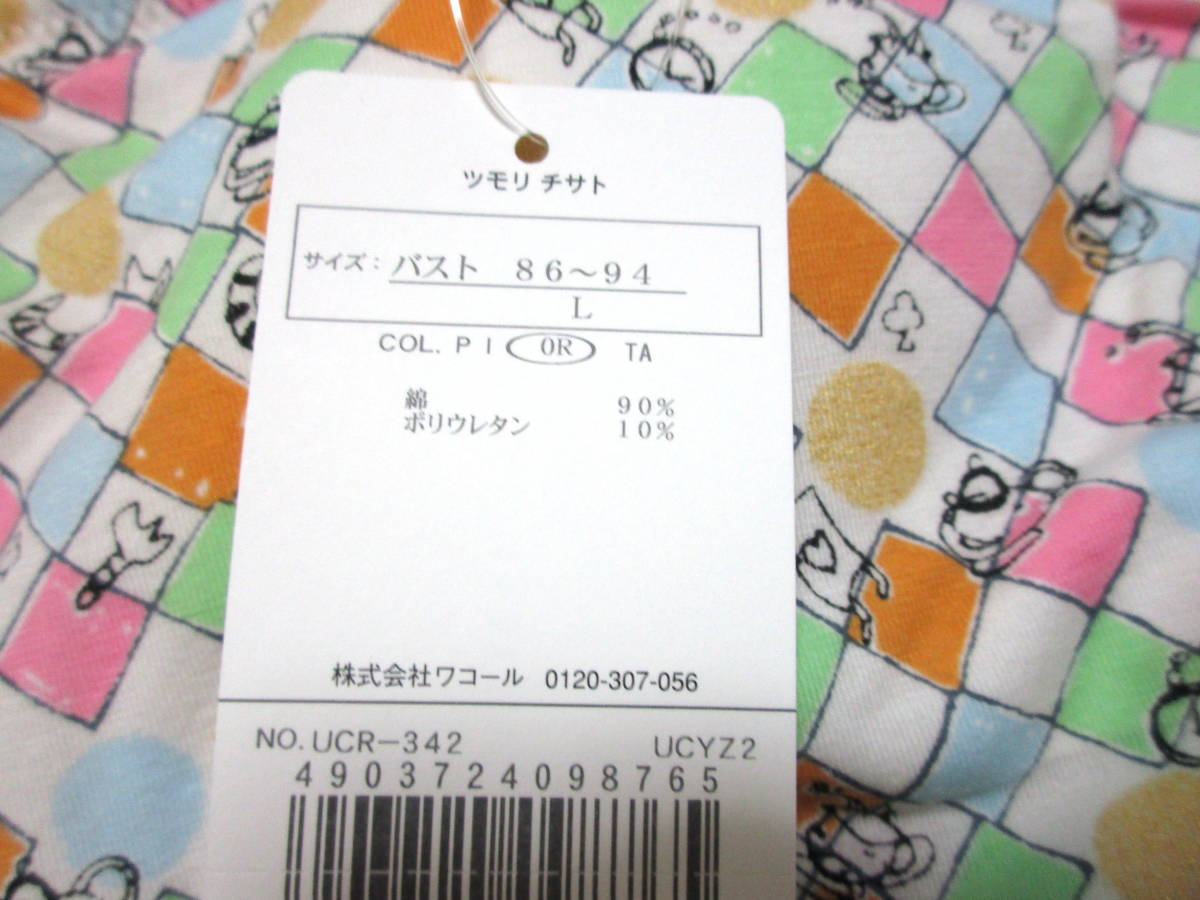 ツモリ チサト
サイズ: バスト 86～94
L
COL. PI OR TA
綿 90%
ポリウレタン 10%
株式会社ワコール 0120-307-056
NO. UCR-342 UCYZ2
4903724098765